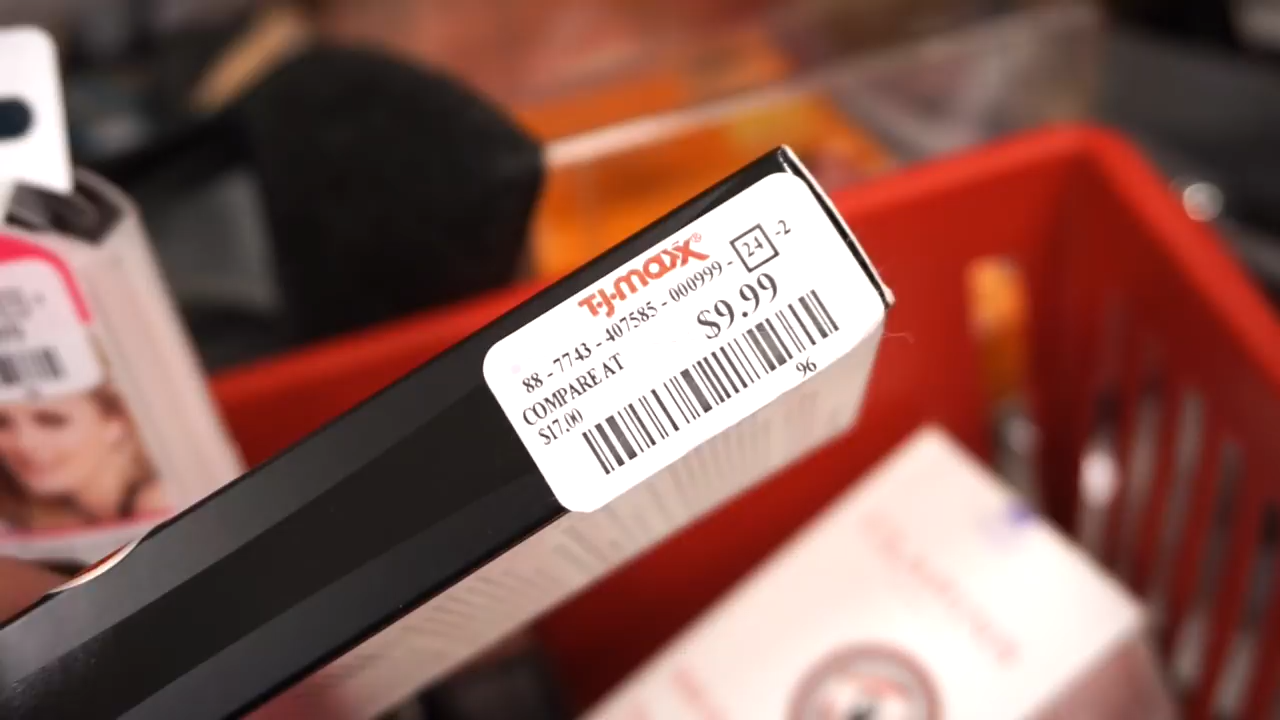 T.J.maxx®
88 - 7743 - 407585 - 000999 - 24 -2
COMPARE AT
$17.00
$9.99
96